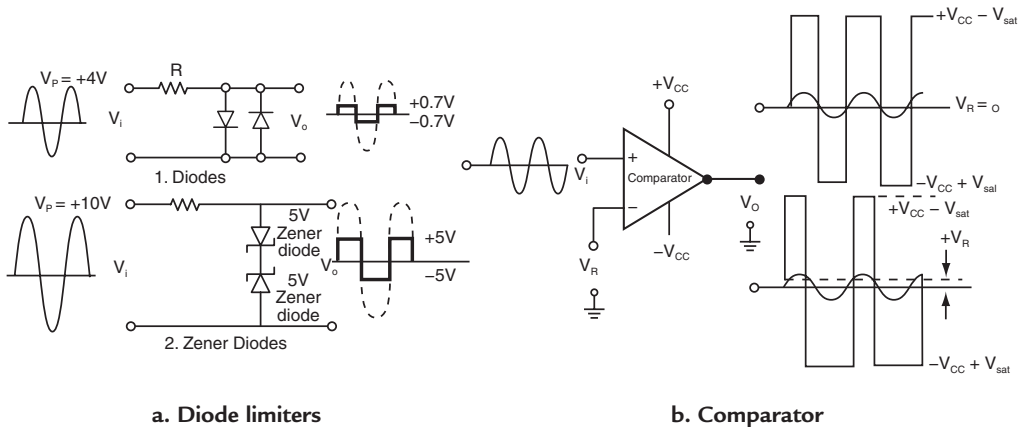 V_P = +4V
R
V_i
V_o
+0.7V
−0.7V
1. Diodes
V_P = +10V
V_i
5V
Zener
diode
5V
Zener
diode
V_o
+5V
−5V
2. Zener Diodes
a. Diode limiters
+V_CC
V_i
+
Comparator
−
V_R
−V_CC
V_O
+V_CC − V_sat
V_R = o
−V_CC + V_sal
+V_CC − V_sat
+V_R
−V_CC + V_sat
b. Comparator